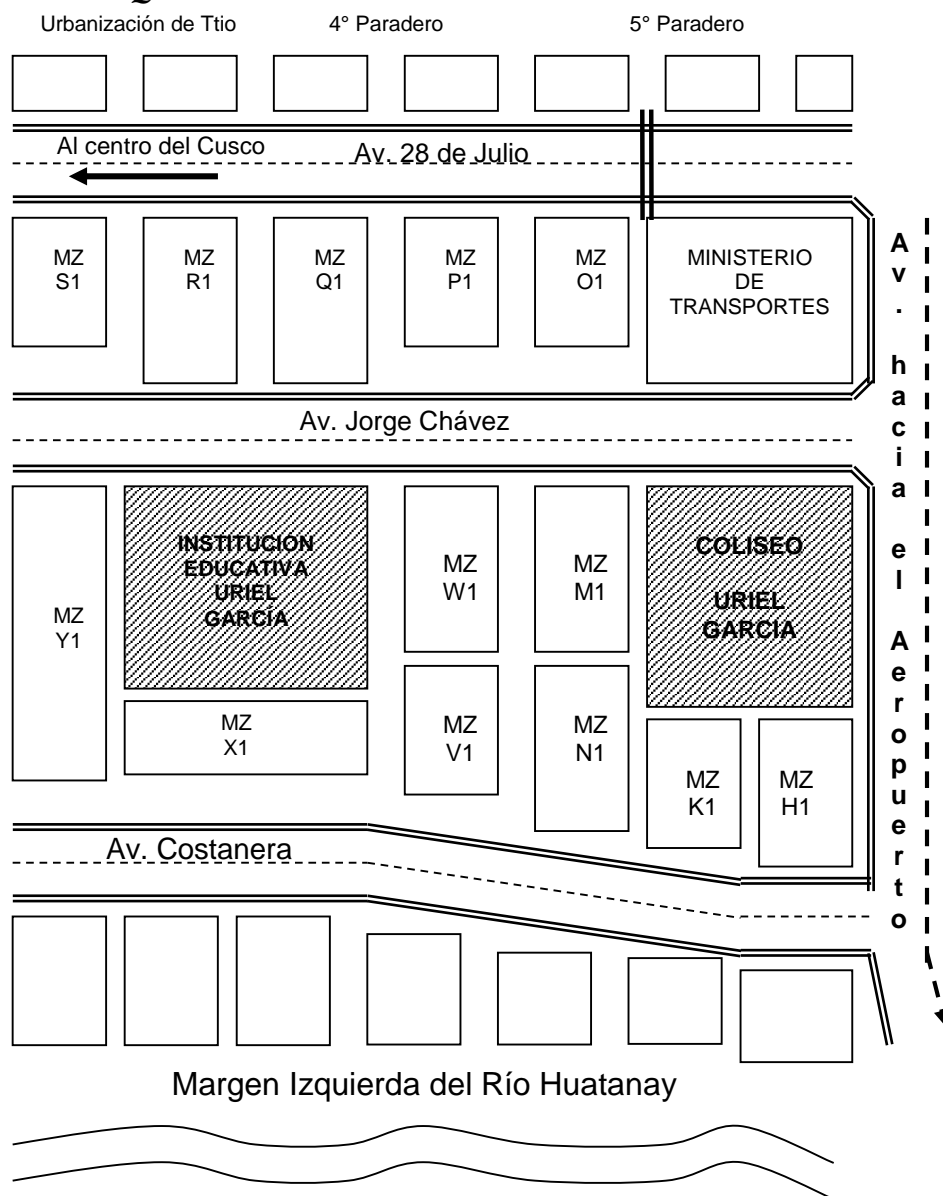 Urbanización de Ttio
4° Paradero
5° Paradero
Al centro del Cusco
Av. 28 de Julio
MZ
S1
MZ
R1
MZ
Q1
MZ
P1
MZ
O1
MINISTERIO
DE
TRANSPORTES
Av. hacia el Aeropuerto
Av. Jorge Chávez
MZ
Y1
INSTITUCIÓN
EDUCATIVA
URIEL
GARCÍA
MZ
W1
MZ
M1
COLISEO
URIEL
GARCIA
MZ
X1
MZ
V1
MZ
N1
MZ
K1
MZ
H1
Av. Costanera
Margen Izquierda del Río Huatanay